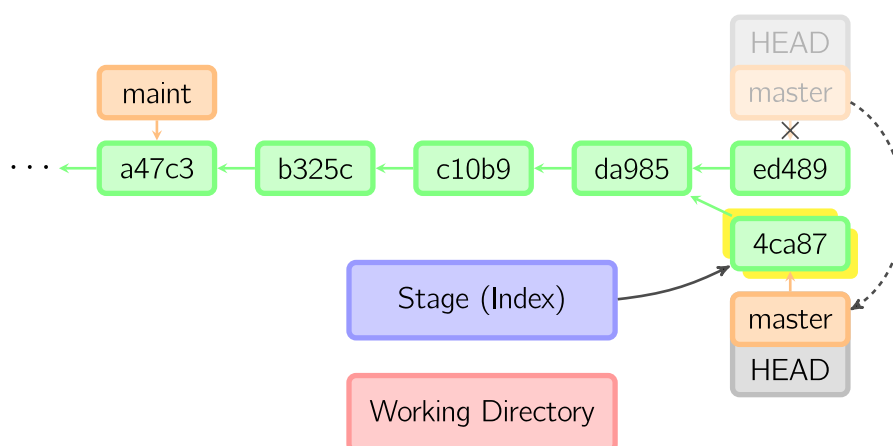 HEAD
maint
master
... a47c3 b325c c10b9 da985 ed489
4ca87
Stage (Index)
master
HEAD
Working Directory